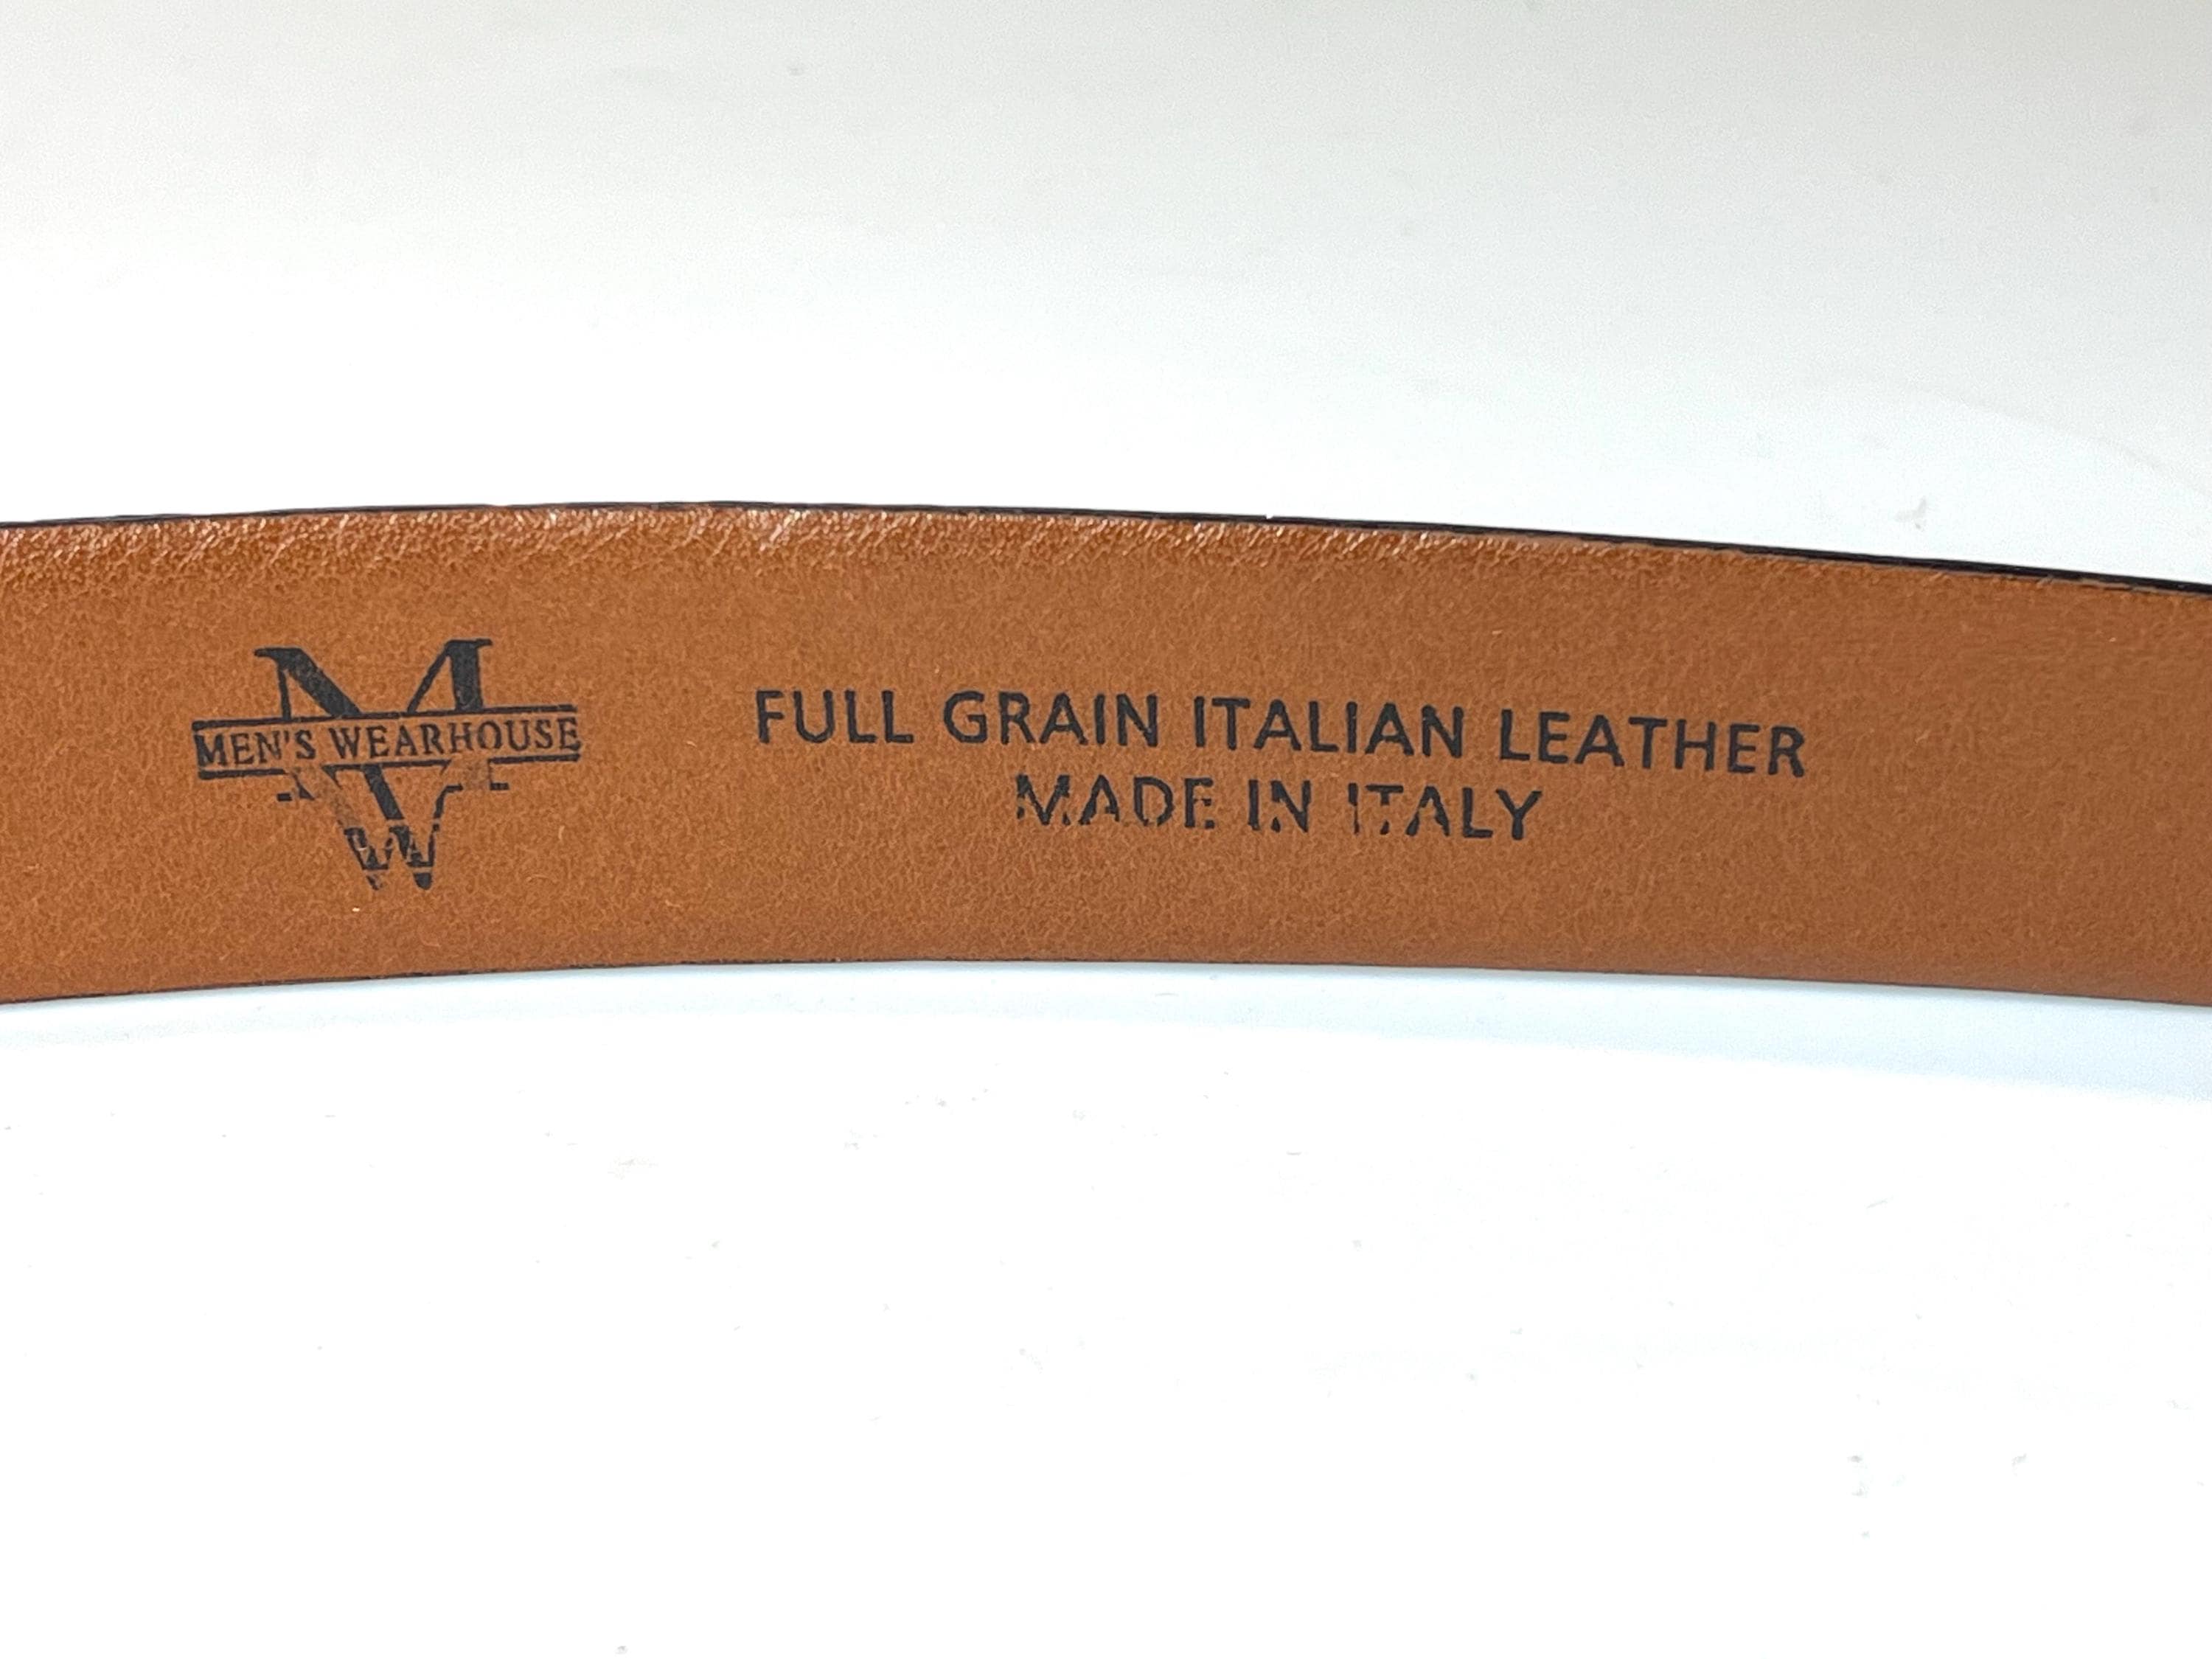 M
MEN'S WEARHOUSE
W
FULL GRAIN ITALIAN LEATHER
MADE IN ITALY